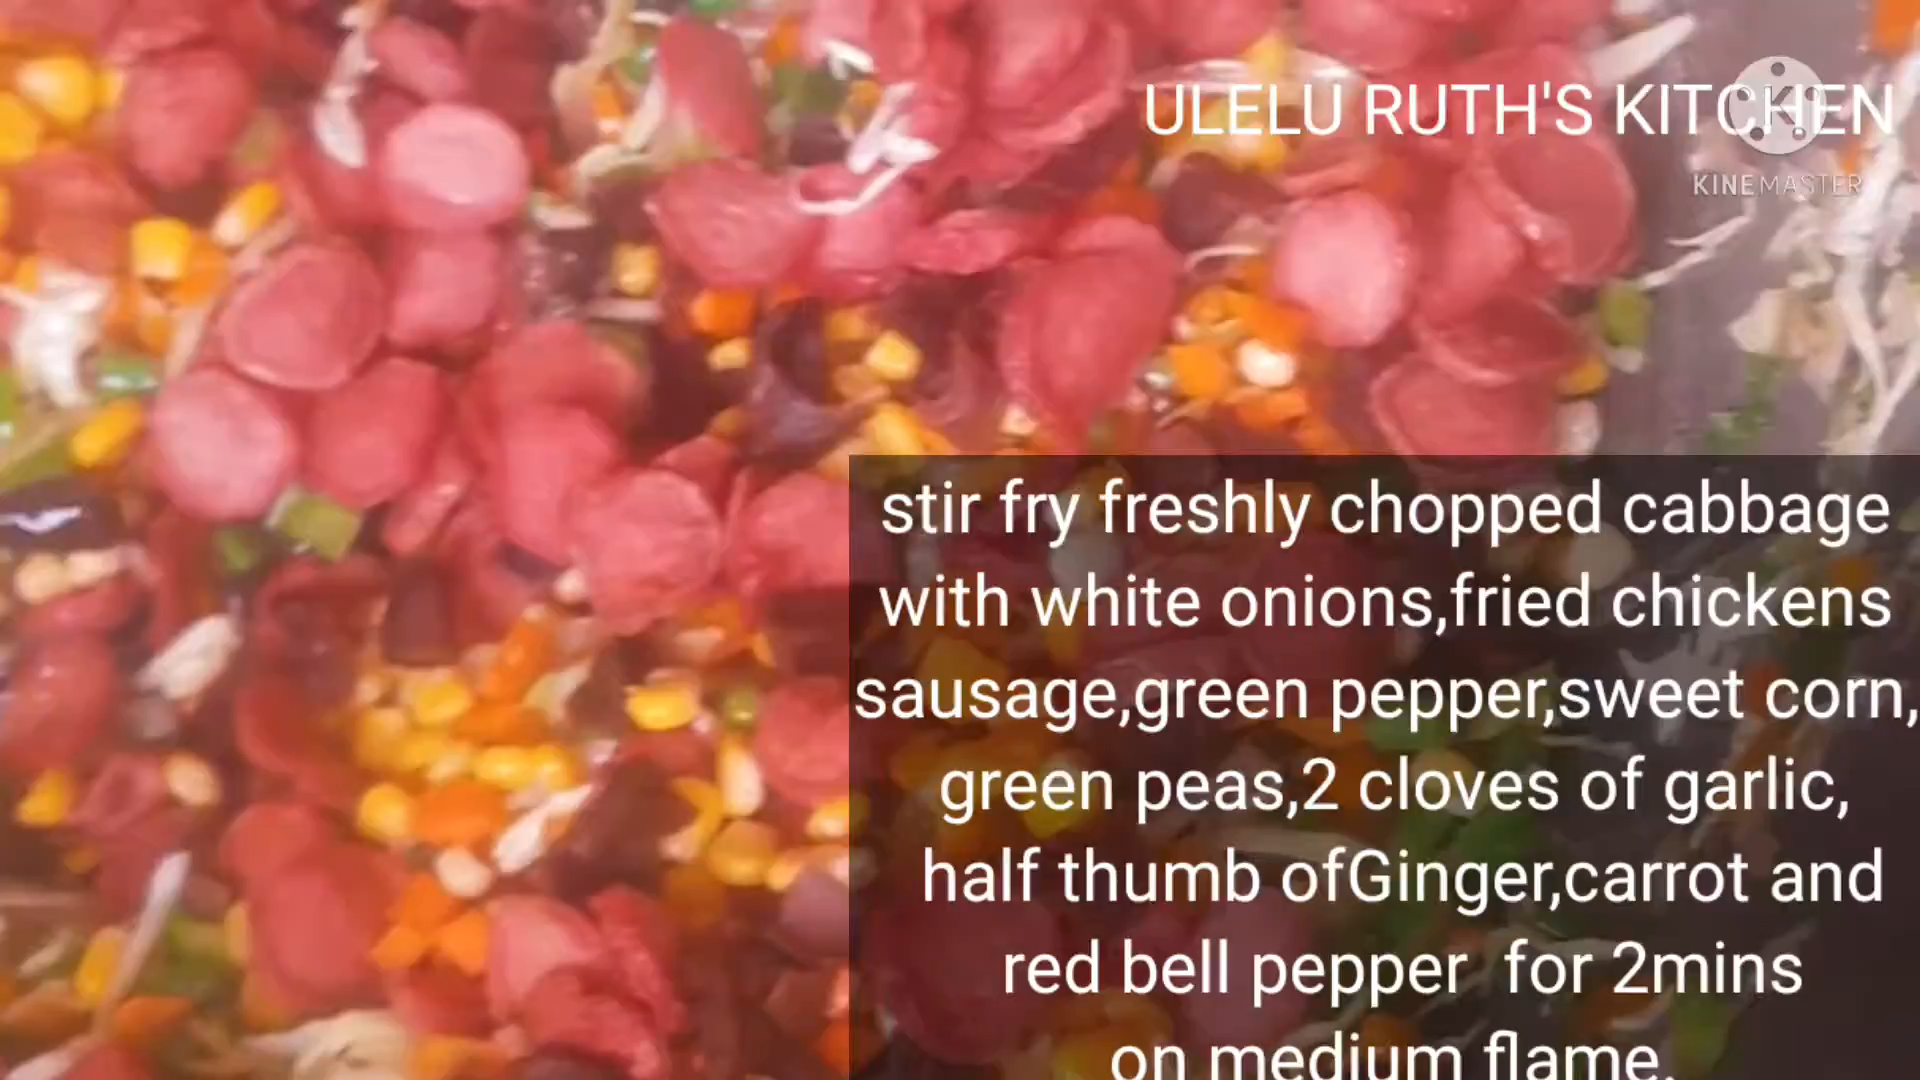 ULELU RUTH'S KITCHEN
KINEMASTER
stir fry freshly chopped cabbage
with white onions,fried chickens
sausage,green pepper,sweet corn,
green peas,2 cloves of garlic,
half thumb ofGinger,carrot and
red bell pepper  for 2mins
on medium flame.